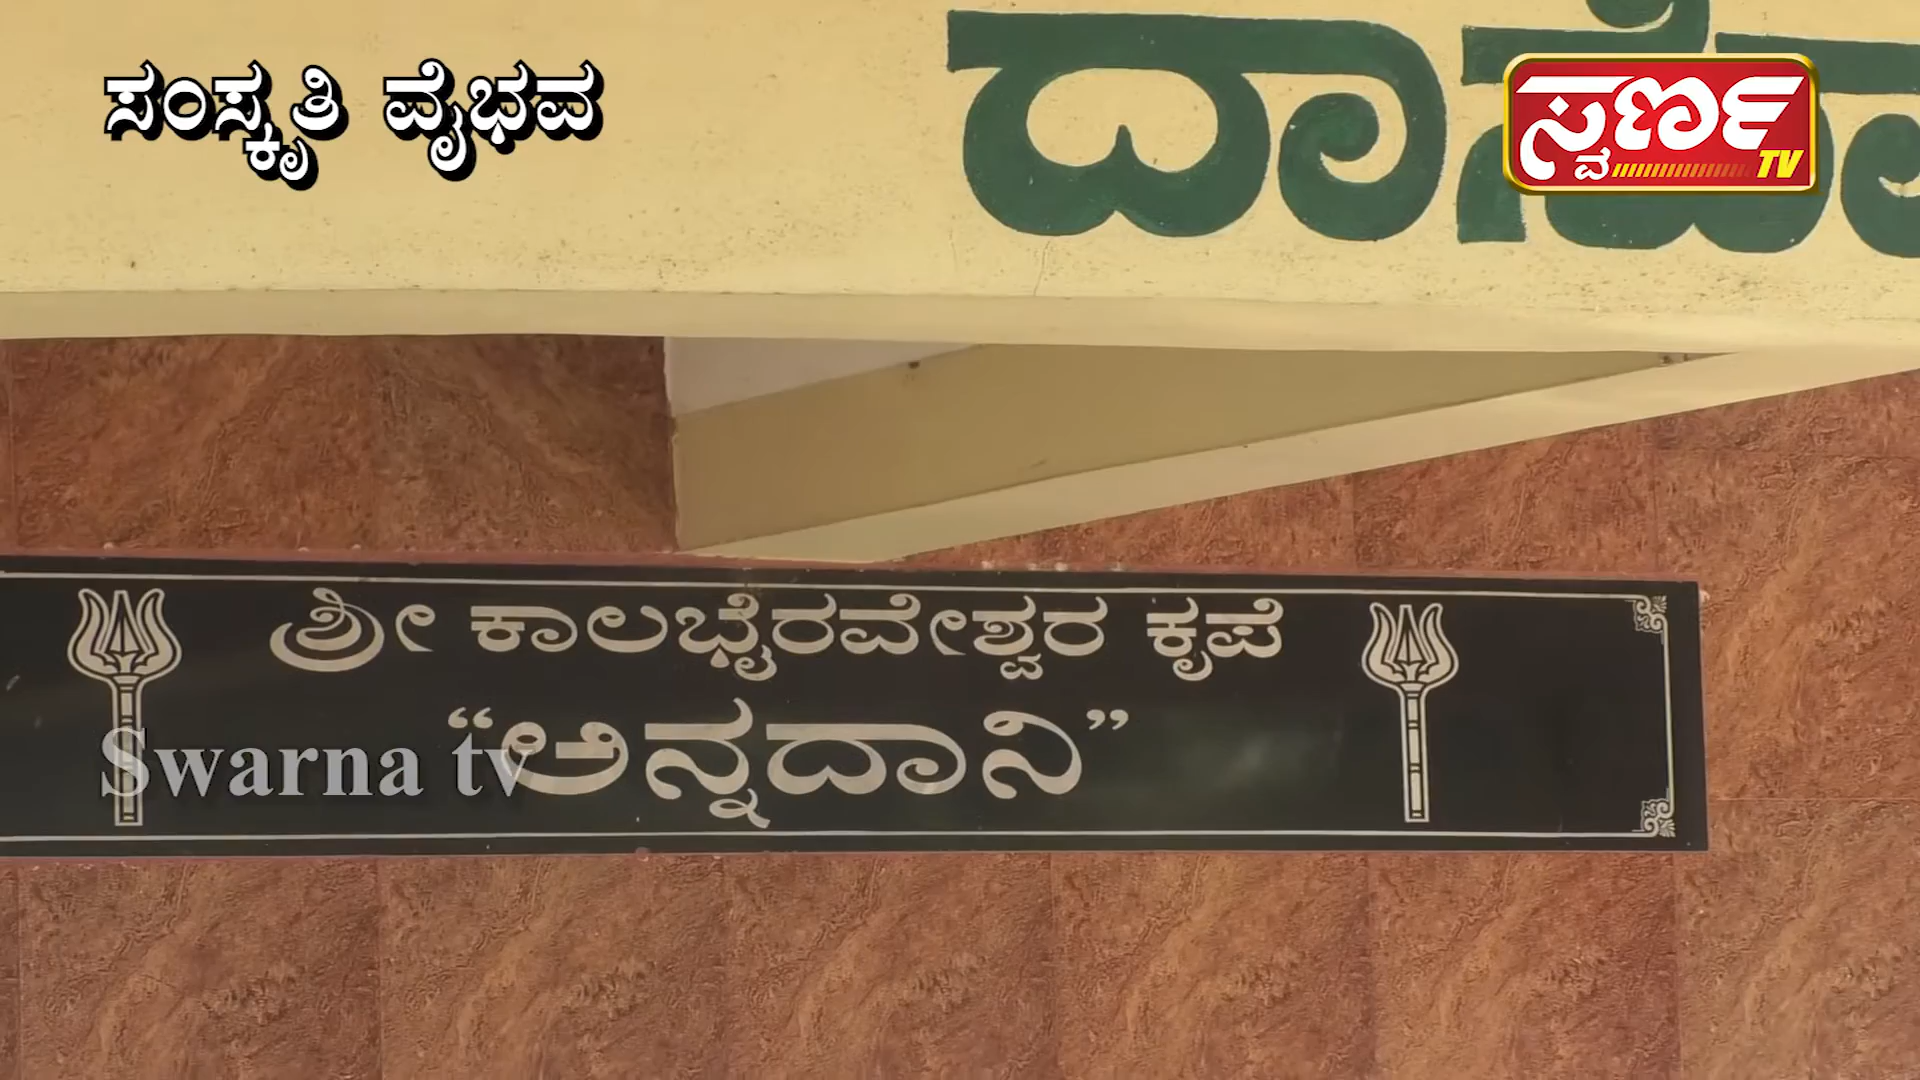 ಸಂಸ್ಕೃತಿ ವೈಭವ
ಸ್ವರ್ಣ
TV
ಶ್ರೀ ಕಾಲಭೈರವೇಶ್ವರ ಕೃಪೆ
“ಅನ್ನದಾನಿ”
Swarna tv